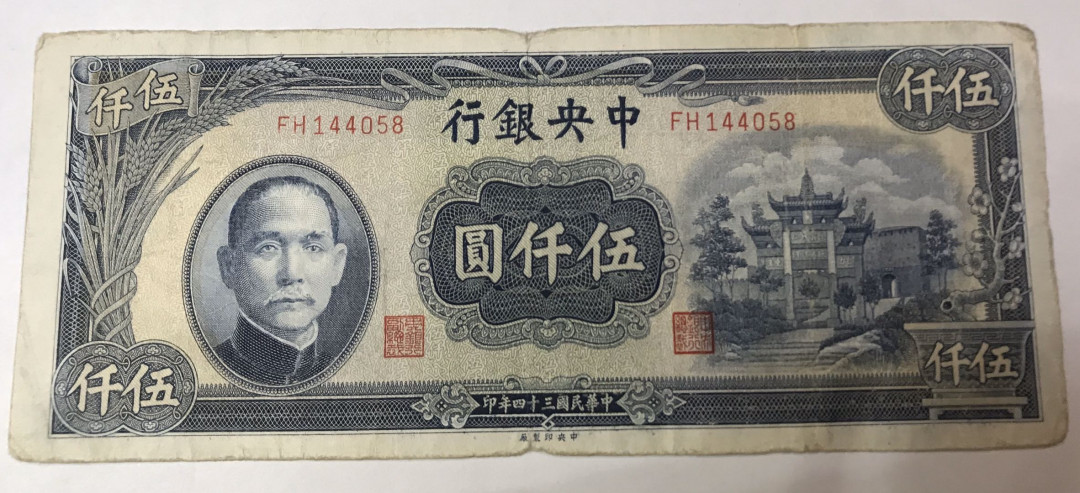 伍仟
伍仟
中央銀行
FH144058
FH144058
伍仟圓
伍仟
伍仟
中華民國三十四年印
中央印製廠